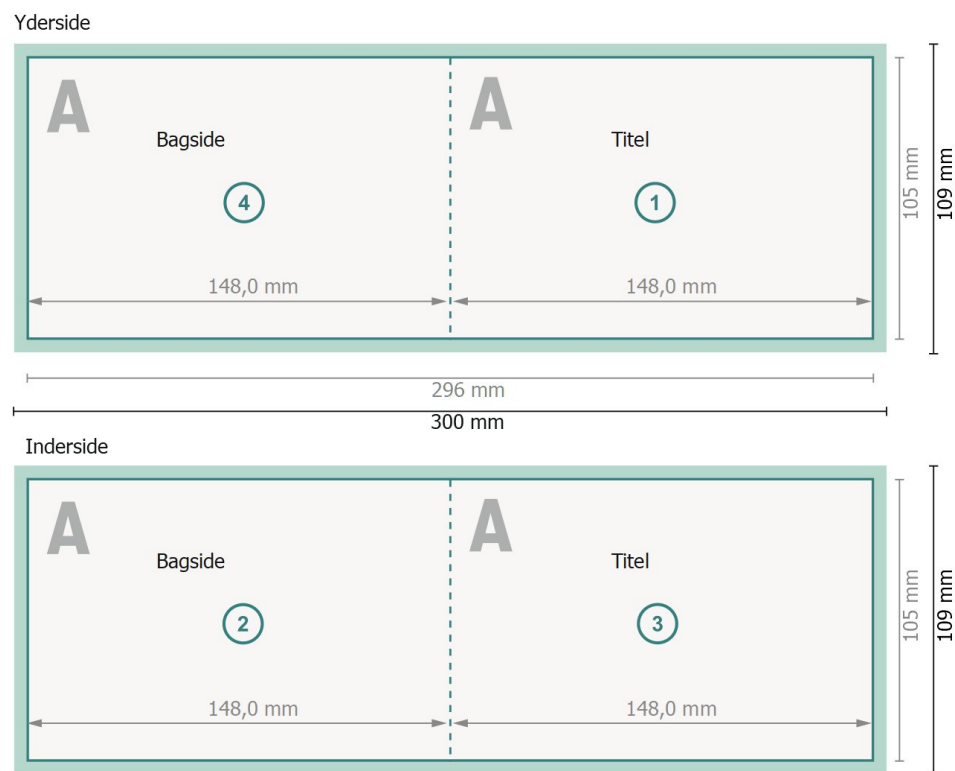 Yderside
A
A
Bagside
Titel
4
1
148,0 mm
148,0 mm
105 mm
109 mm
296 mm
300 mm
Inderside
A
A
Bagside
Titel
2
3
148,0 mm
148,0 mm
105 mm
109 mm